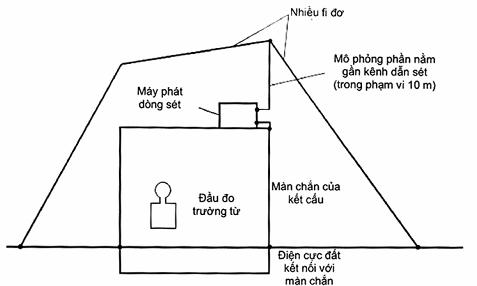 Nhiều fi đơ
Mô phỏng phần nằm
gần kênh dẫn sét
(trong phạm vi 10 m)
Máy phát
dòng sét
Màn chắn của
kết cấu
Đầu đo
trường từ
Điện cực đất
kết nối với
màn chắn